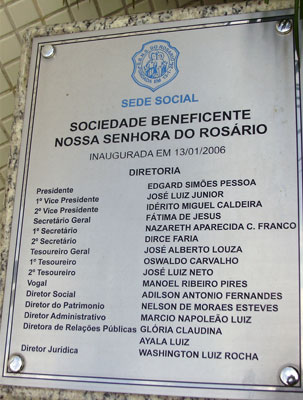 SEDE SOCIAL
SOCIEDADE BENEFICENTE
NOSSA SENHORA DO ROSÁRIO
INAUGURADA EM 13/01/2006
DIRETORIA
Presidente EDGARD SIMÕES PESSOA
1º Vice Presidente JOSÉ LUIZ JUNIOR
2º Vice Presidente IDÉRITO MIGUEL CALDEIRA
Secretário Geral FÁTIMA DE JESUS
1º Secretário NAZARETH APARECIDA C. FRANCO
2º Secretário DIRCE FARIA
Tesoureiro Geral JOSÉ ALBERTO LOUZA
1º Tesoureiro OSWALDO CARVALHO
2º Tesoureiro JOSÉ LUIZ NETO
Vogal MANOEL RIBEIRO PIRES
Diretor Social ADILSON ANTONIO FERNANDES
Diretor do Patrimonio NELSON DE MORAES ESTEVES
Diretor Administrativo MARCIO NAPOLEÃO LUIZ
Diretora de Relações Públicas GLÓRIA CLAUDINA
AYALA LUIZ
Diretor Jurídica WASHINGTON LUIZ ROCHA